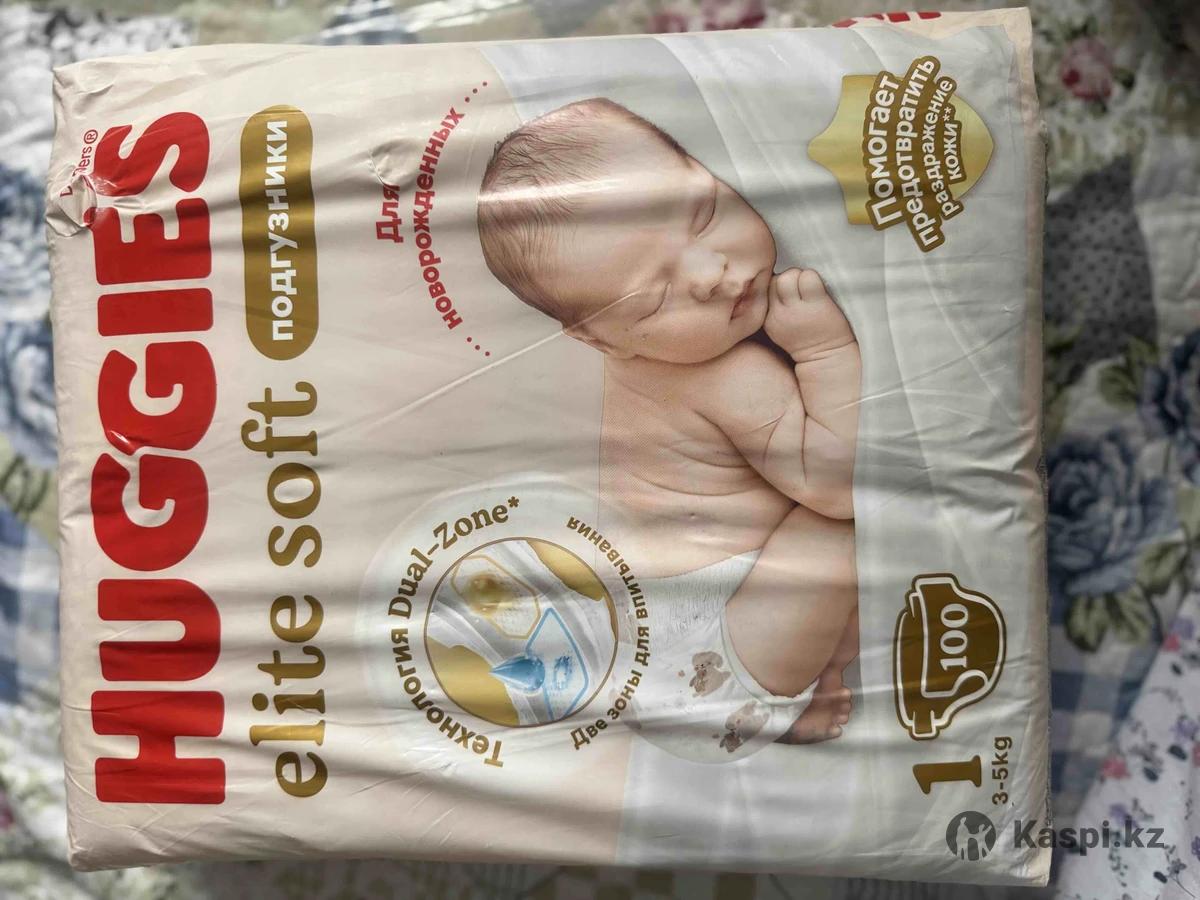 HUGGIES
elite soft
подгузники
Для
новорожденных
Технология Dual-Zone*
Две зоны для впитывания
Помогает
предотвратить
раздражение
кожи**
1
3-5kg
100
Kaspi.kz